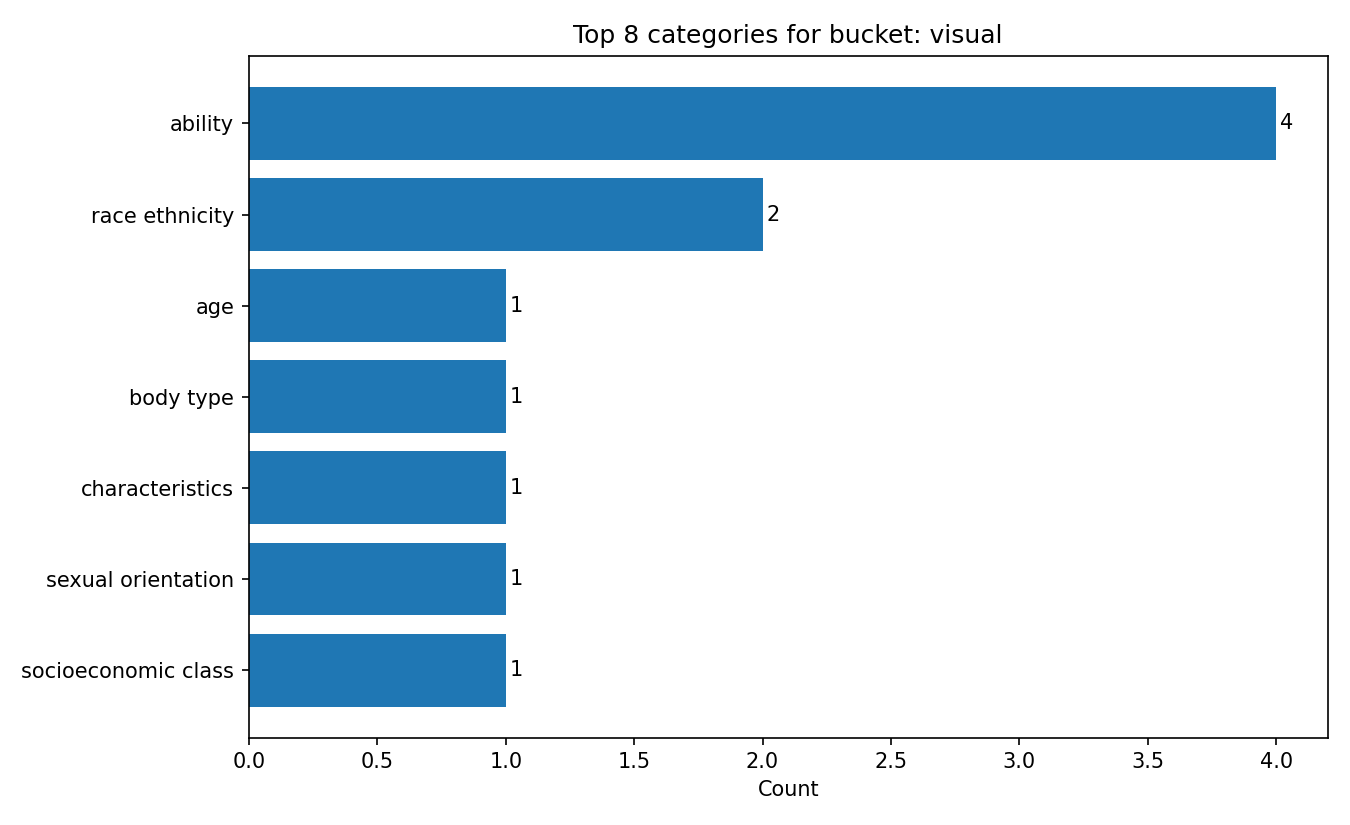 Top 8 categories for bucket: visual
ability
4
race ethnicity
2
age
1
body type
1
characteristics
1
sexual orientation
1
socioeconomic class
1
0.0 0.5 1.0 1.5 2.0 2.5 3.0 3.5 4.0
Count